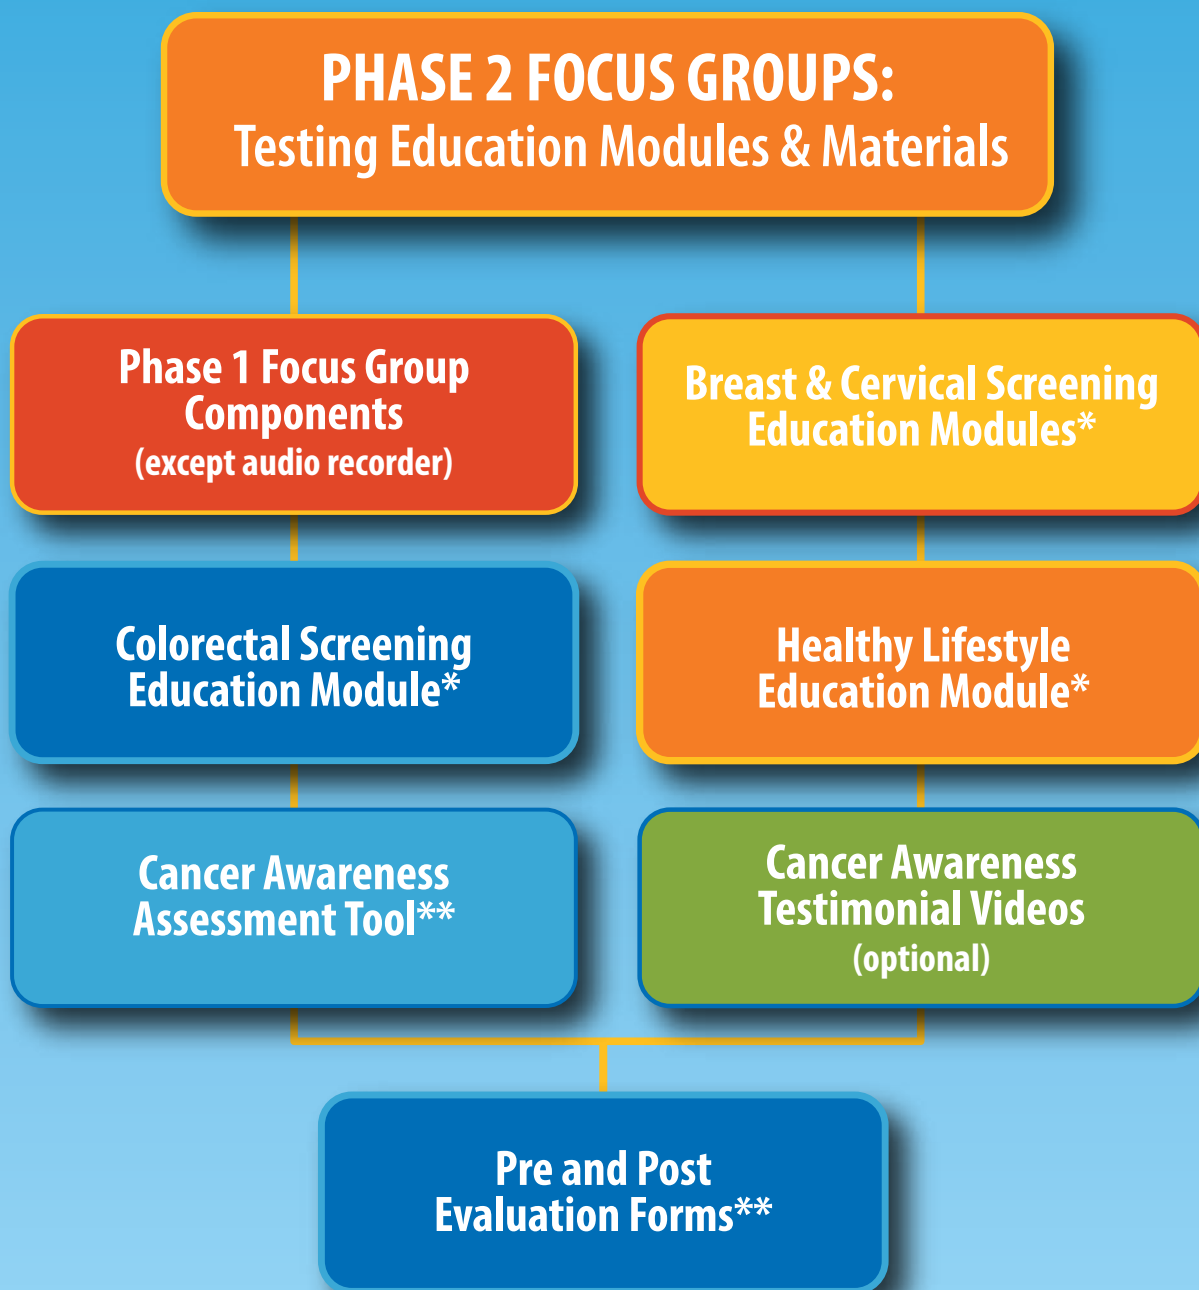 PHASE 2 FOCUS GROUPS:
Testing Education Modules & Materials
Phase 1 Focus Group
Components
(except audio recorder)
Breast & Cervical Screening
Education Modules*
Colorectal Screening
Education Module*
Healthy Lifestyle
Education Module*
Cancer Awareness
Assessment Tool**
Cancer Awareness
Testimonial Videos
(optional)
Pre and Post
Evaluation Forms**